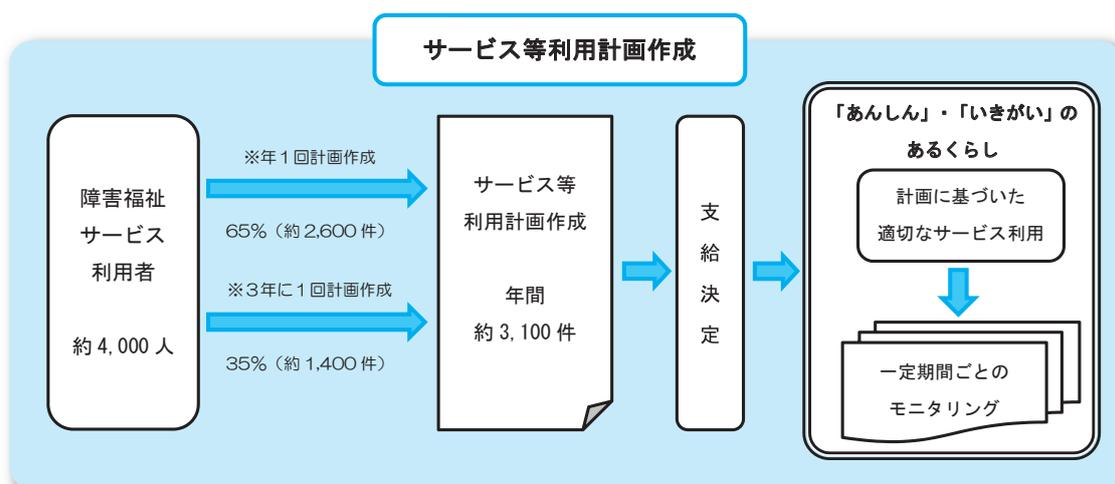 サービス等利用計画作成
障害福祉
サービス
利用者
約 4,000 人
※年１回計画作成
65%（約 2,600 件）
※３年に１回計画作成
35%（約 1,400 件）
サービス等
利用計画作成
年間
約 3,100 件
支
給
決
定
「あんしん」・「いきがい」の
あるくらし
計画に基づいた
適切なサービス利用
一定期間ごとの
モニタリング